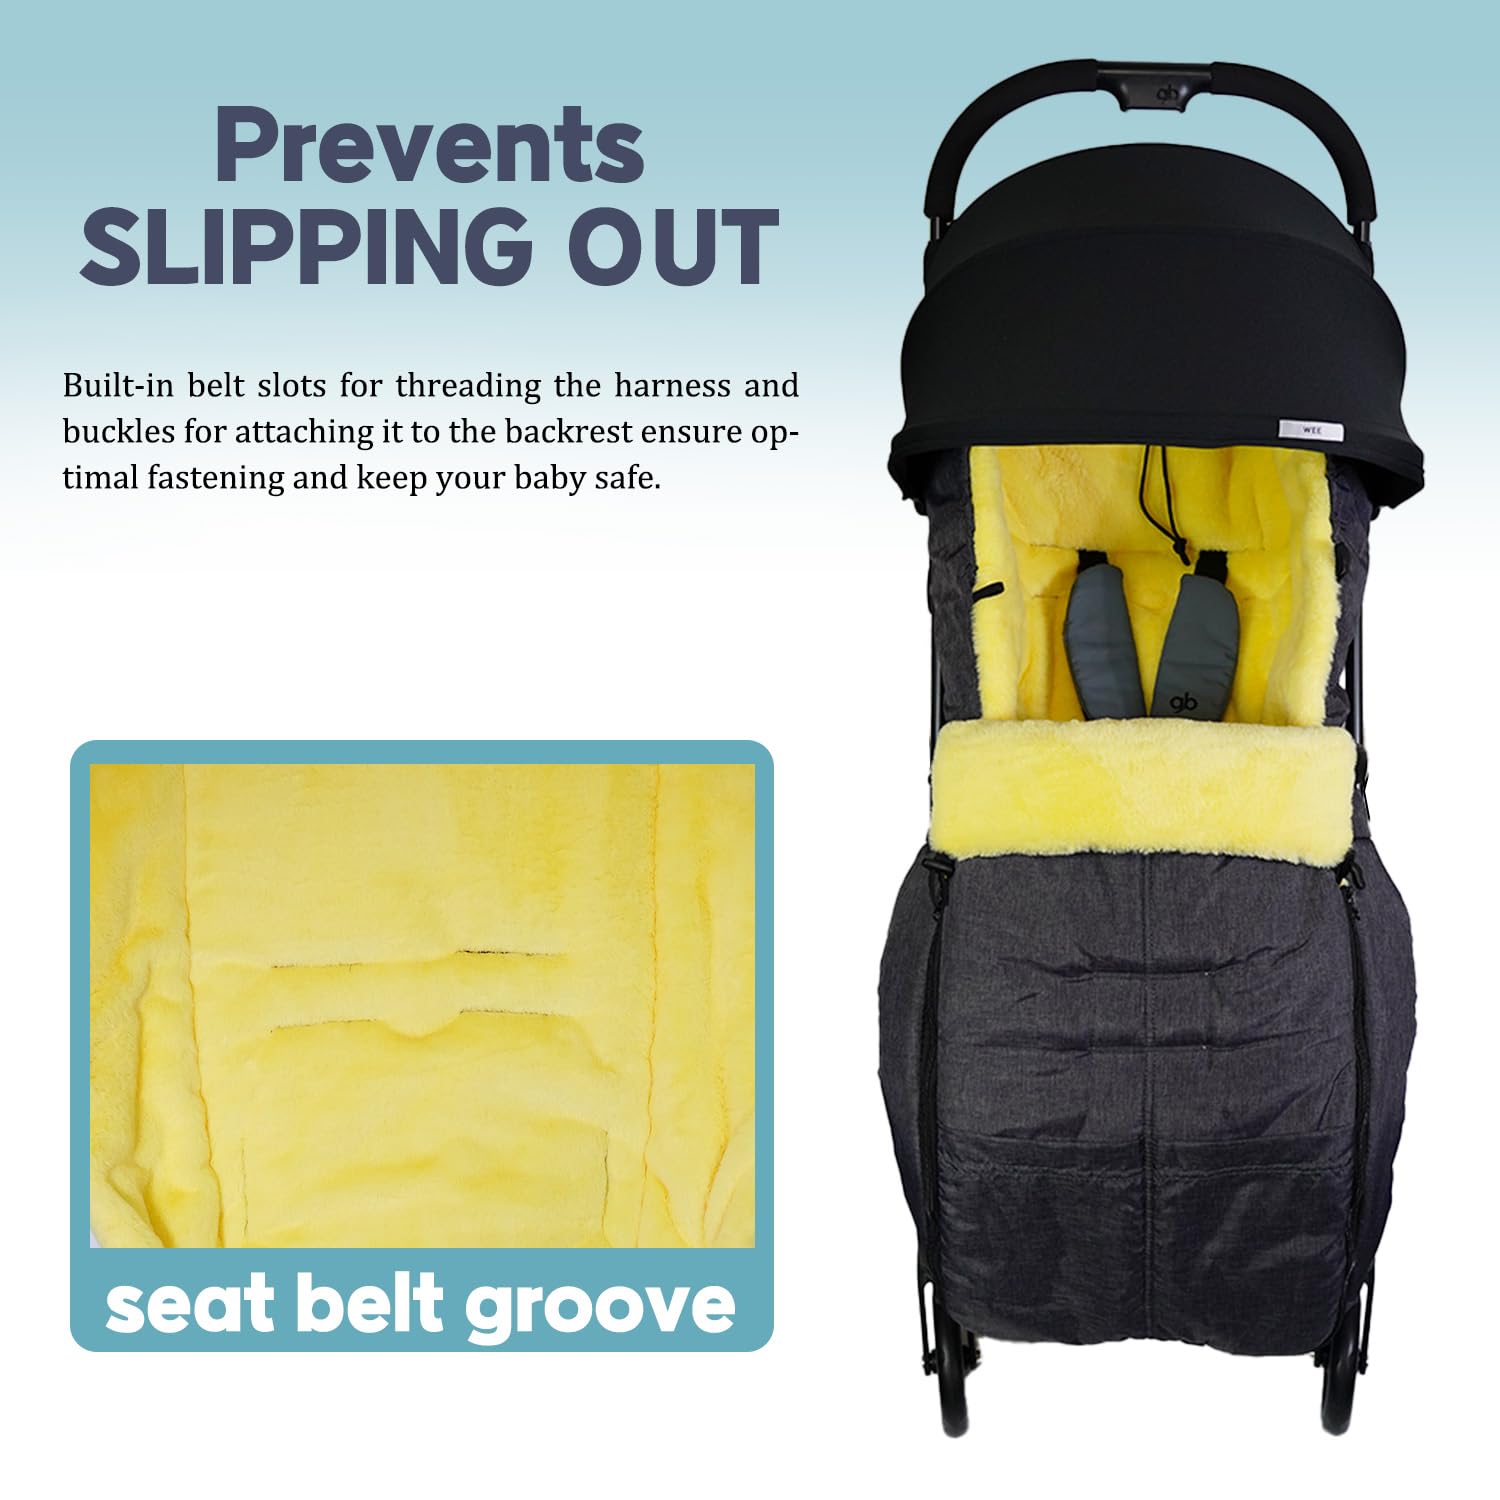 Prevents
SLIPPING OUT
Built-in belt slots for threading the harness and
buckles for attaching it to the backrest ensure op-
timal fastening and keep your baby safe.
gb
WEE
gb
seat belt groove